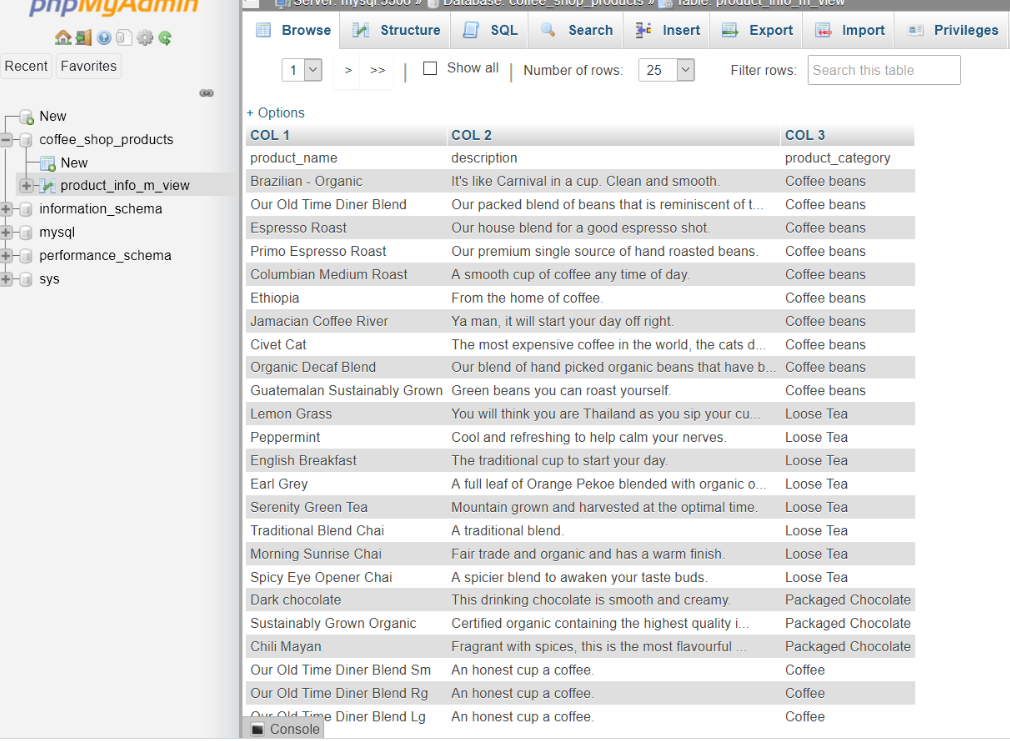 phpMyAdmin
Server: mysql:3306 » Database: coffee_shop_products » Table: product_info_m_view
Browse Structure SQL Search Insert Export Import Privileges
Recent Favorites
1 > >> | Show all | Number of rows: 25 Filter rows: Search this table
New
coffee_shop_products
New
product_info_m_view
information_schema
mysql
performance_schema
sys
+ Options
COL 1 COL 2 COL 3
product_name description product_category
Brazilian - Organic It's like Carnival in a cup. Clean and smooth. Coffee beans
Our Old Time Diner Blend Our packed blend of beans that is reminiscent of t... Coffee beans
Espresso Roast Our house blend for a good espresso shot. Coffee beans
Primo Espresso Roast Our premium single source of hand roasted beans. Coffee beans
Columbian Medium Roast A smooth cup of coffee any time of day. Coffee beans
Ethiopia From the home of coffee. Coffee beans
Jamacian Coffee River Ya man, it will start your day off right. Coffee beans
Civet Cat The most expensive coffee in the world, the cats d... Coffee beans
Organic Decaf Blend Our blend of hand picked organic beans that have b... Coffee beans
Guatemalan Sustainably Grown Green beans you can roast yourself. Coffee beans
Lemon Grass You will think you are Thailand as you sip your cu... Loose Tea
Peppermint Cool and refreshing to help calm your nerves. Loose Tea
English Breakfast The traditional cup to start your day. Loose Tea
Earl Grey A full leaf of Orange Pekoe blended with organic o... Loose Tea
Serenity Green Tea Mountain grown and harvested at the optimal time. Loose Tea
Traditional Blend Chai A traditional blend. Loose Tea
Morning Sunrise Chai Fair trade and organic and has a warm finish. Loose Tea
Spicy Eye Opener Chai A spicier blend to awaken your taste buds. Loose Tea
Dark chocolate This drinking chocolate is smooth and creamy. Packaged Chocolate
Sustainably Grown Organic Certified organic containing the highest quality i... Packaged Chocolate
Chili Mayan Fragrant with spices, this is the most flavourful ... Packaged Chocolate
Our Old Time Diner Blend Sm An honest cup a coffee. Coffee
Our Old Time Diner Blend Rg An honest cup a coffee. Coffee
Our Old Time Diner Blend Lg An honest cup a coffee. Coffee
Console